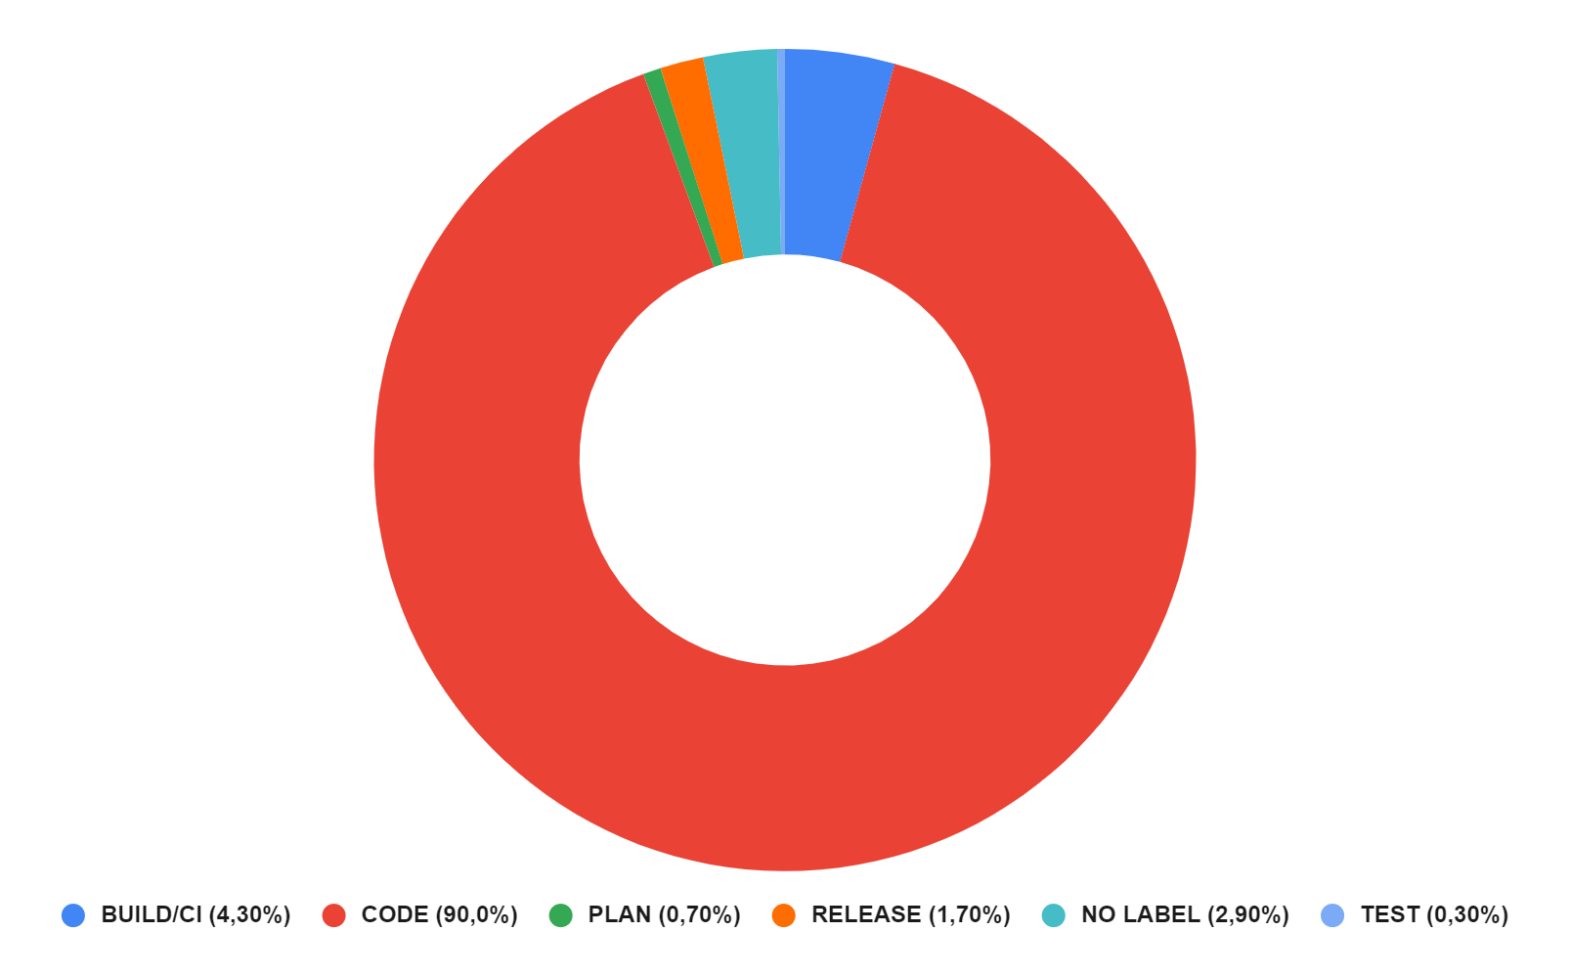 BUILD/CI (4,30%) CODE (90,0%) PLAN (0,70%) RELEASE (1,70%) NO LABEL (2,90%) TEST (0,30%)